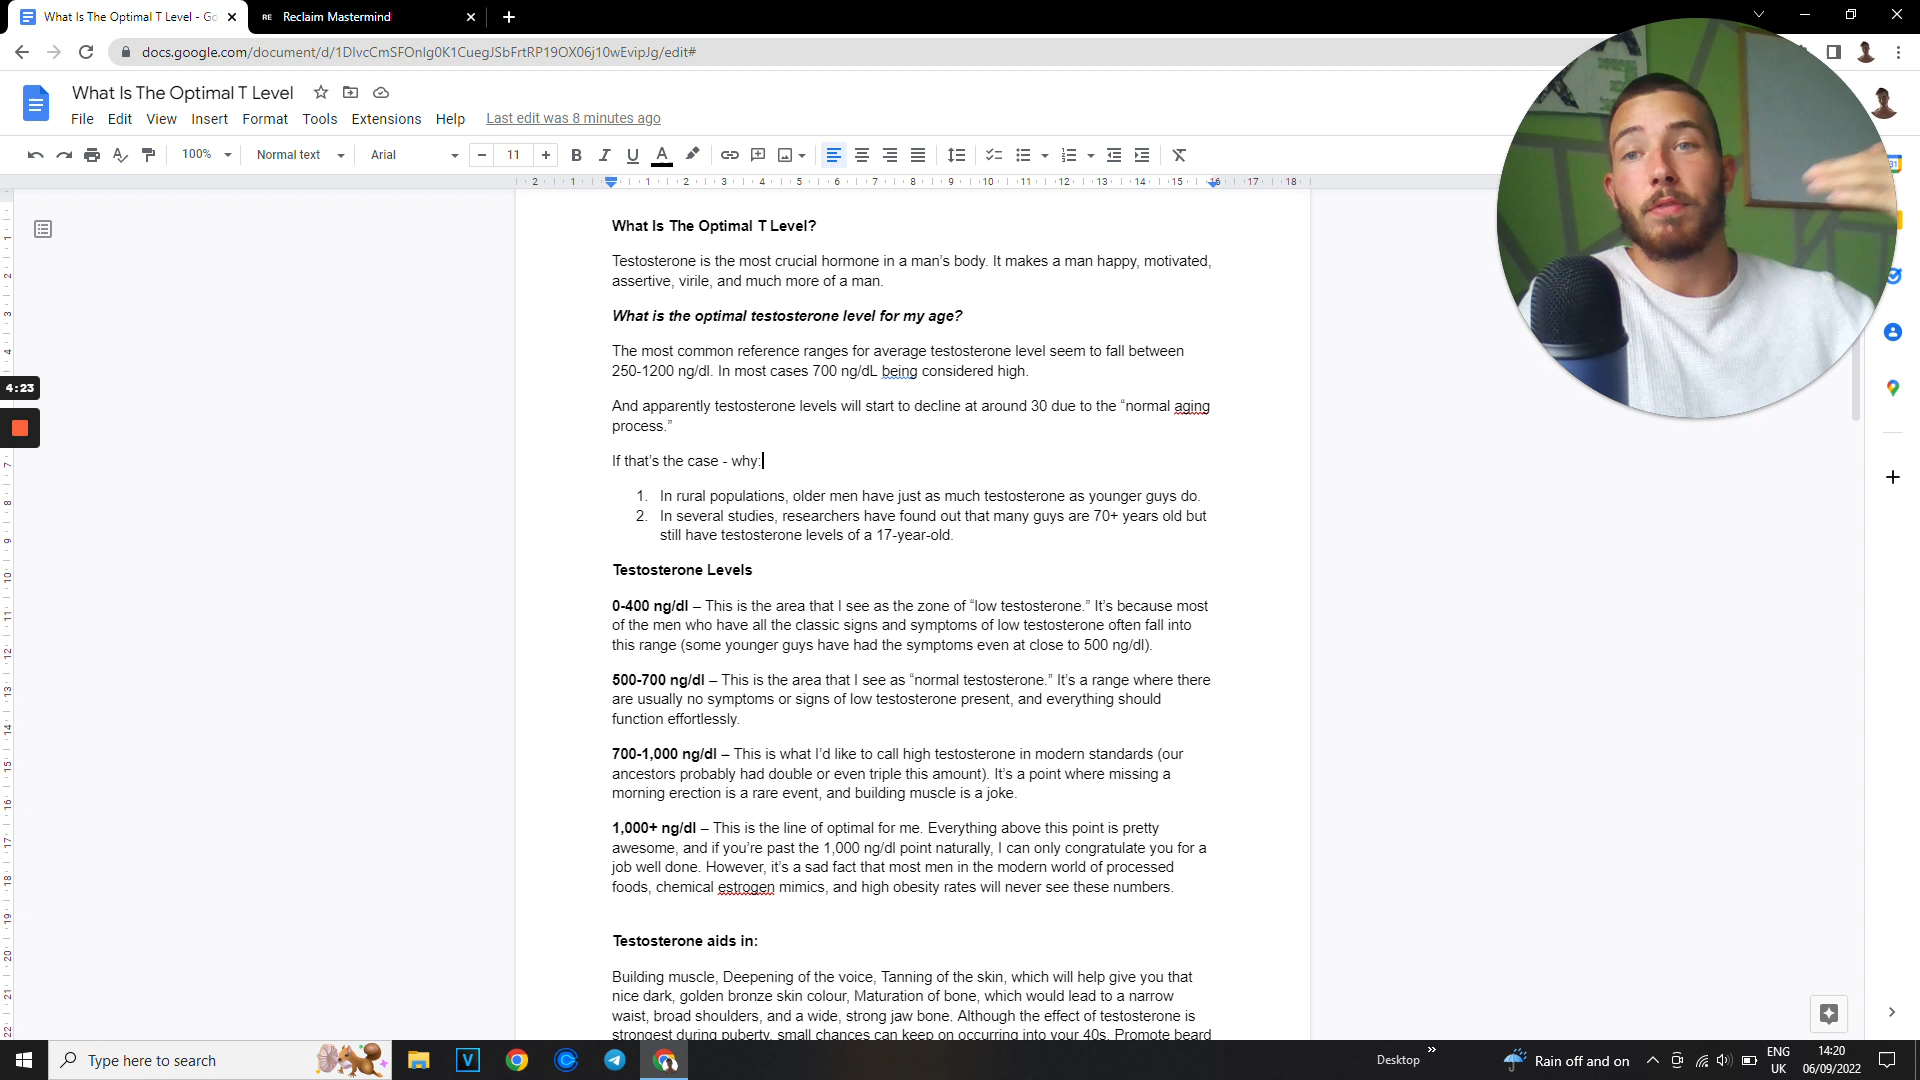 What Is The Optimal T Level - Go
RE Reclaim Mastermind
docs.google.com/document/d/1DIvcCmSFOnIg0K1CuegJSbFrtRP19OX06j10wEvipJg/edit#
What Is The Optimal T Level
File Edit View Insert Format Tools Extensions Help Last edit was 8 minutes ago
100% Normal text Arial 11
What Is The Optimal T Level?
Testosterone is the most crucial hormone in a man's body. It makes a man happy, motivated,
assertive, virile, and much more of a man.
What is the optimal testosterone level for my age?
The most common reference ranges for average testosterone level seem to fall between
250-1200 ng/dl. In most cases 700 ng/dL being considered high.
4:23
And apparently testosterone levels will start to decline at around 30 due to the “normal aging
process.”
If that's the case - why:
1. In rural populations, older men have just as much testosterone as younger guys do.
2. In several studies, researchers have found out that many guys are 70+ years old but
still have testosterone levels of a 17-year-old.
Testosterone Levels
0-400 ng/dl – This is the area that I see as the zone of “low testosterone.” It's because most
of the men who have all the classic signs and symptoms of low testosterone often fall into
this range (some younger guys have had the symptoms even at close to 500 ng/dl).
500-700 ng/dl – This is the area that I see as “normal testosterone.” It's a range where there
are usually no symptoms or signs of low testosterone present, and everything should
function effortlessly.
700-1,000 ng/dl – This is what I'd like to call high testosterone in modern standards (our
ancestors probably had double or even triple this amount). It's a point where missing a
morning erection is a rare event, and building muscle is a joke.
1,000+ ng/dl – This is the line of optimal for me. Everything above this point is pretty
awesome, and if you're past the 1,000 ng/dl point naturally, I can only congratulate you for a
job well done. However, it's a sad fact that most men in the modern world of processed
foods, chemical estrogen mimics, and high obesity rates will never see these numbers.
Testosterone aids in:
Building muscle, Deepening of the voice, Tanning of the skin, which will help give you that
nice dark, golden bronze skin colour, Maturation of bone, which would lead to a narrow
waist, broad shoulders, and a wide, strong jaw bone. Although the effect of testosterone is
strongest during puberty, small chances can keep on occurring into your 40s. Promote beard
Type here to search
Desktop
Rain off and on
ENG
UK
14:20
06/09/2022